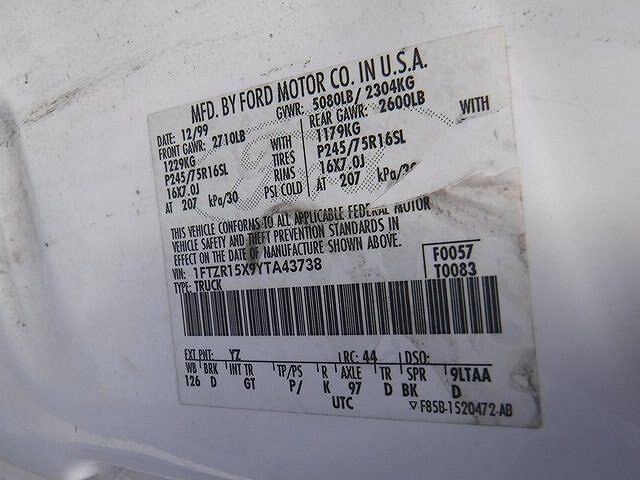 MFD. BY FORD MOTOR CO. IN U.S.A.
DATE: 12/99 GVWR: 5080LB/ 2304KG
FRONT GAWR: 2710LB REAR GAWR: 2600LB
1229KG WITH 1179KG WITH
P245/75R16SL TIRES P245/75R16SL
16X7.0J RIMS 16X7.0J
AT 207 kPa/30 PSI COLD AT 207 kPa/30
THIS VEHICLE CONFORMS TO ALL APPLICABLE FEDERAL MOTOR
VEHICLE SAFETY AND THEFT PREVENTION STANDARDS IN
EFFECT ON THE DATE OF MANUFACTURE SHOWN ABOVE.
VIN: 1FTZR15X9YTA43738 F0057
TYPE: TRUCK T0083
EXT PNT: YZ RC: 44 DSO:
WB BRK INT TR TP/PS R AXLE TR SPR 9LTAA
126 D GT P/ K 97 D BK D
UTC ▽F85B-1520472-AB